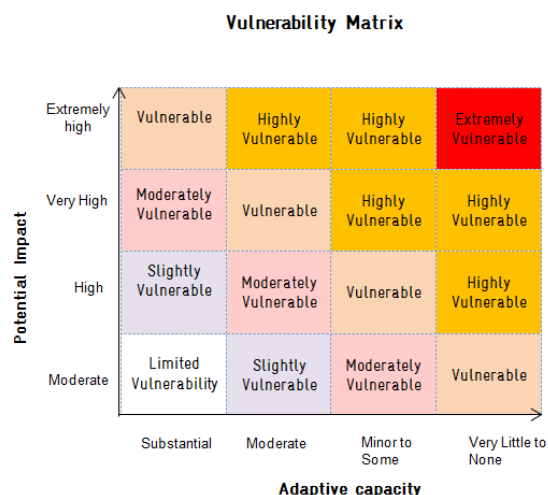 Vulnerability Matrix
Extremely
high
Vulnerable
Highly
Vulnerable
Highly
Vulnerable
Extremely
Vulnerable
Very High
Moderately
Vulnerable
Vulnerable
Highly
Vulnerable
Highly
Vulnerable
High
Slightly
Vulnerable
Moderately
Vulnerable
Vulnerable
Highly
Vulnerable
Moderate
Limited
Vulnerability
Slightly
Vulnerable
Moderately
Vulnerable
Vulnerable
Potential Impact
Substantial
Moderate
Minor to
Some
Very Little to
None
Adaptive capacity